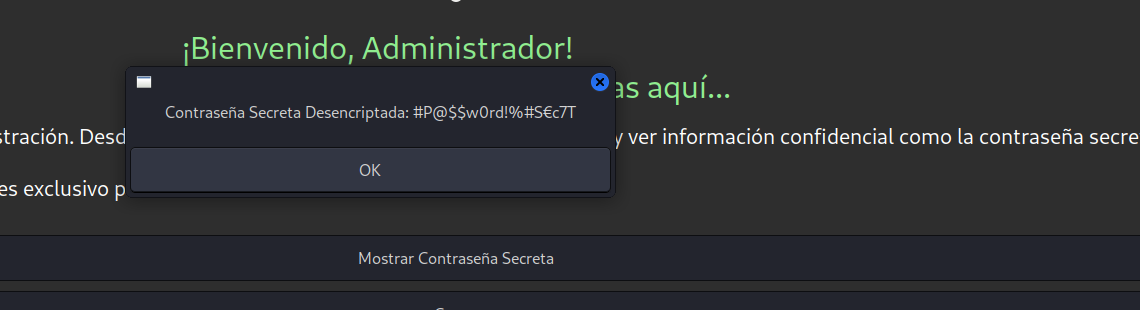 ¡Bienvenido, Administrador!
as aquí...
Contraseña Secreta Desencriptada: #P@$$w0rd!%#S€c7T
stración. Desd
y ver información confidencial como la contraseña secre
OK
es exclusivo p
Mostrar Contraseña Secreta